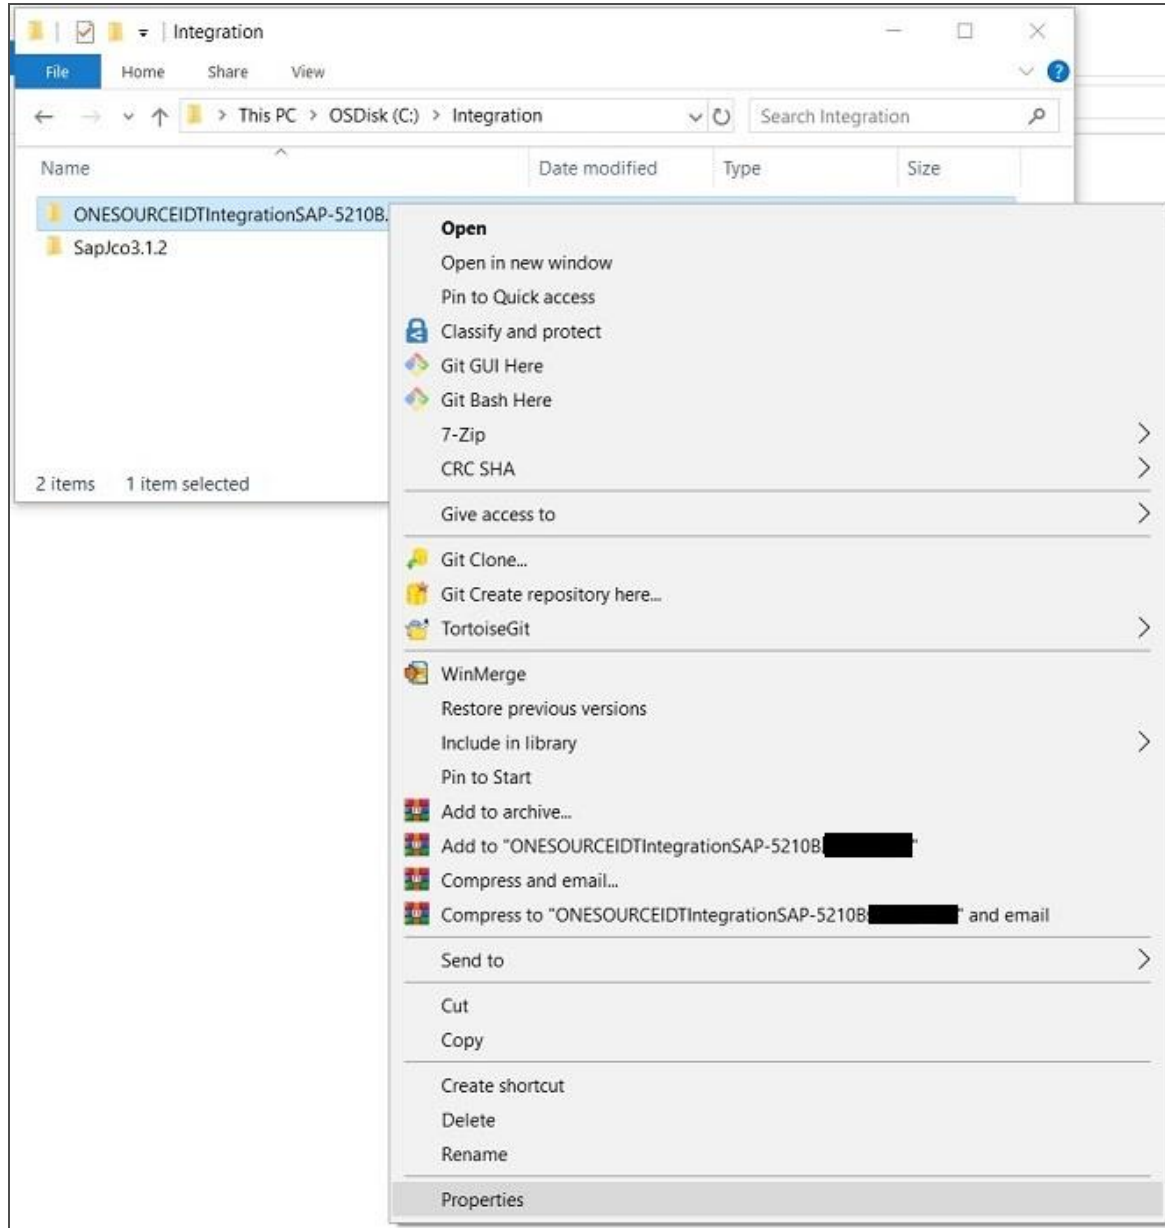 Integration
File Home Share View
This PC > OSDisk (C:) > Integration Search Integration
Name Date modified Type Size
ONESOURCEIDTIntegrationSAP-5210B.
SapJco3.1.2
2 items 1 item selected
Open
Open in new window
Pin to Quick access
Classify and protect
Git GUI Here
Git Bash Here
7-Zip
CRC SHA
Give access to
Git Clone...
Git Create repository here...
TortoiseGit
WinMerge
Restore previous versions
Include in library
Pin to Start
Add to archive...
Add to "ONESOURCEIDTIntegrationSAP-5210B. "
Compress and email...
Compress to "ONESOURCEIDTIntegrationSAP-5210B " and email
Send to
Cut
Copy
Create shortcut
Delete
Rename
Properties